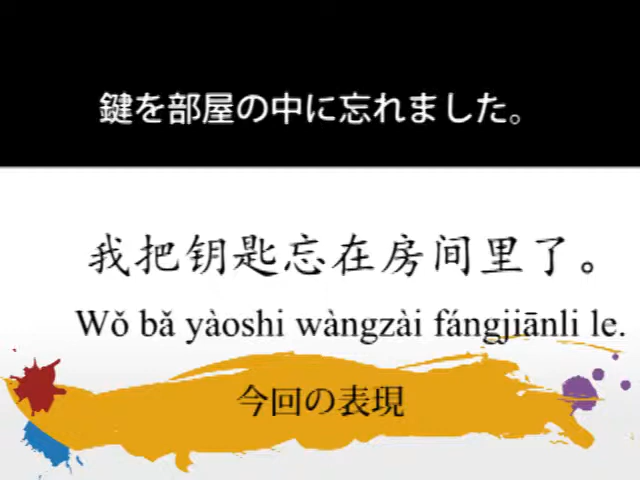 鍵を部屋の中に忘れました。
我把钥匙忘在房间里了。
Wǒ bǎ yàoshi wàngzài fángjiānli le.
今回の表現